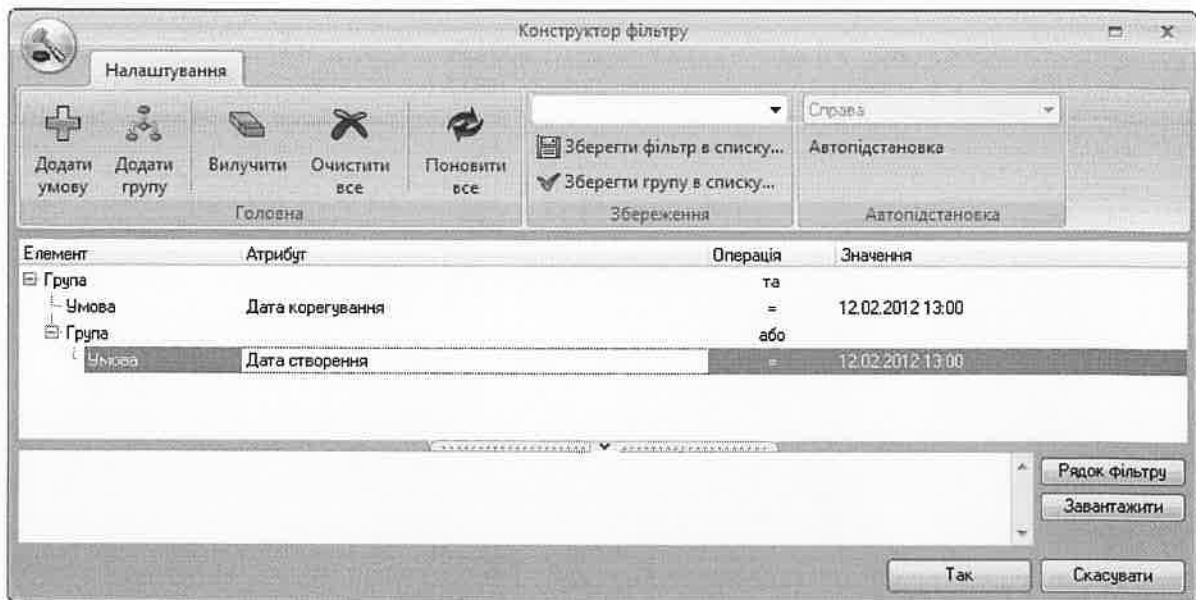 Конструктор фільтру
Налаштування
Додати умову
Додати групу
Вилучити
Очистити все
Поновити все
Головна
Зберегти фільтр в списку...
Зберегти групу в списку...
Збереження
Справа
Автопідстановка
Автопідстановка
Елемент Атрибут Операція Значення
Група та
Умова Дата корегування = 12.02.2012 13:00
Група або
Умова Дата створення = 12.02.2012 13:00
Рядок фільтру
Завантажити
Так Скасувати